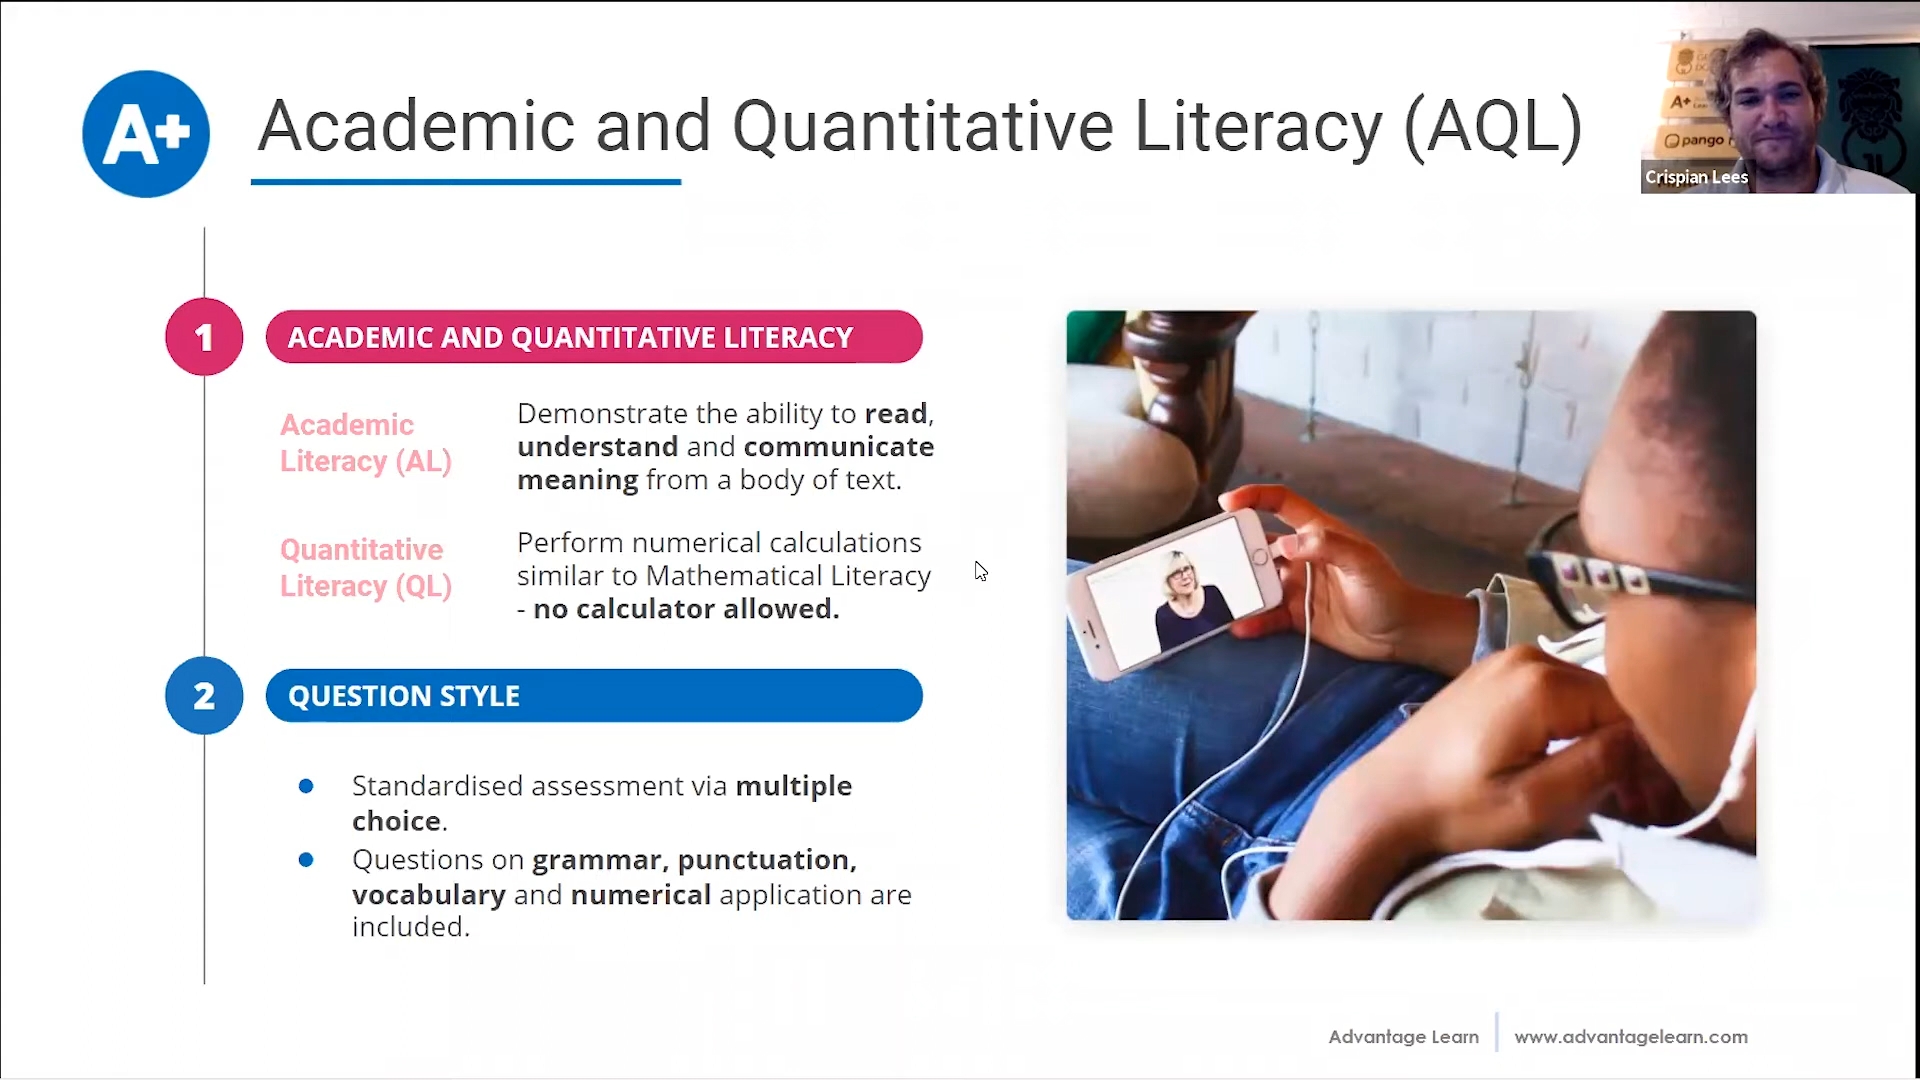 A+
Academic and Quantitative Literacy (AQL)
A+
pango
Crispian Lees
1
ACADEMIC AND QUANTITATIVE LITERACY
Academic
Literacy (AL)
Demonstrate the ability to read,
understand and communicate
meaning from a body of text.
Quantitative
Literacy (QL)
Perform numerical calculations
similar to Mathematical Literacy
- no calculator allowed.
2
QUESTION STYLE
Standardised assessment via multiple
choice.
Questions on grammar, punctuation,
vocabulary and numerical application are
included.
Advantage Learn
www.advantagelearn.com